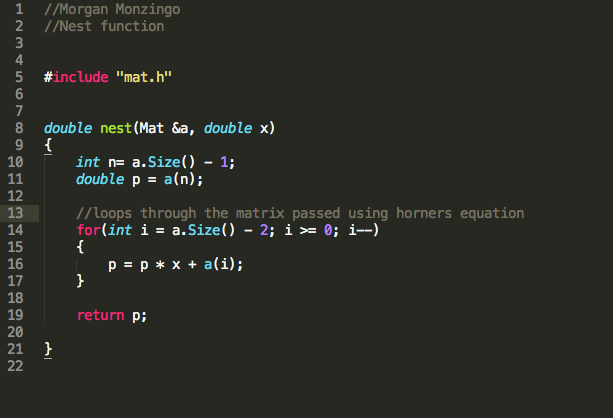 1 //Morgan Monzingo
2 //Nest function
3
4
5 #include "mat.h"
6
7
8 double nest(Mat &a, double x)
9 {
10     int n= a.Size() - 1;
11     double p = a(n);
12
13     //loops through the matrix passed using horners equation
14     for(int i = a.Size() - 2; i >= 0; i--)
15     {
16         p = p * x + a(i);
17     }
18
19     return p;
20
21 }
22